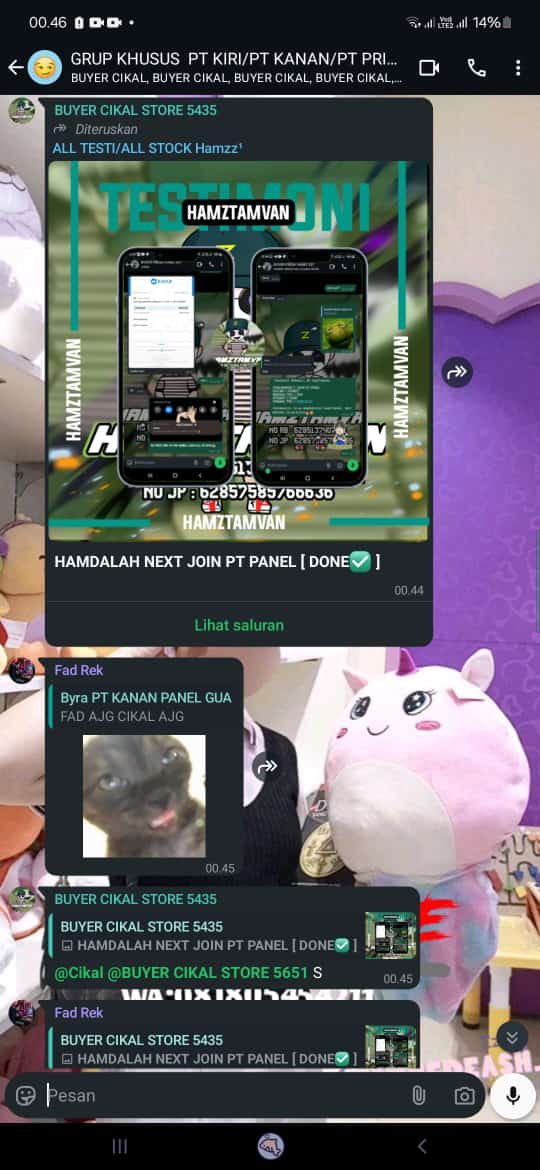 00.46
LTE2
14%
GRUP KHUSUS PT KIRI/PT KANAN/PT PRI...
BUYER CIKAL, BUYER CIKAL, BUYER CIKAL, BUYER CIKAL,...
BUYER CIKAL STORE 5435
Diteruskan
ALL TESTI/ALL STOCK Hamzz¹
TESTIMONI
HAMZTAMVAN
HAMZTAMVAN
HAMZTAMVAN
NO JP : 62857585766636
HAMZTAMVAN
HAMDALAH NEXT JOIN PT PANEL [ DONE✅ ]
00.44
Lihat saluran
Fad Rek
Byra PT KANAN PANEL GUA
FAD AJG CIKAL AJG
00.45
BUYER CIKAL STORE 5435
BUYER CIKAL STORE 5435
HAMDALAH NEXT JOIN PT PANEL [ DONE✅ ]
@Cikal @BUYER CIKAL STORE 5651 S
00.45
Fad Rek
BUYER CIKAL STORE 5435
HAMDALAH NEXT JOIN PT PANEL [ DONE✅ ]
Pesan